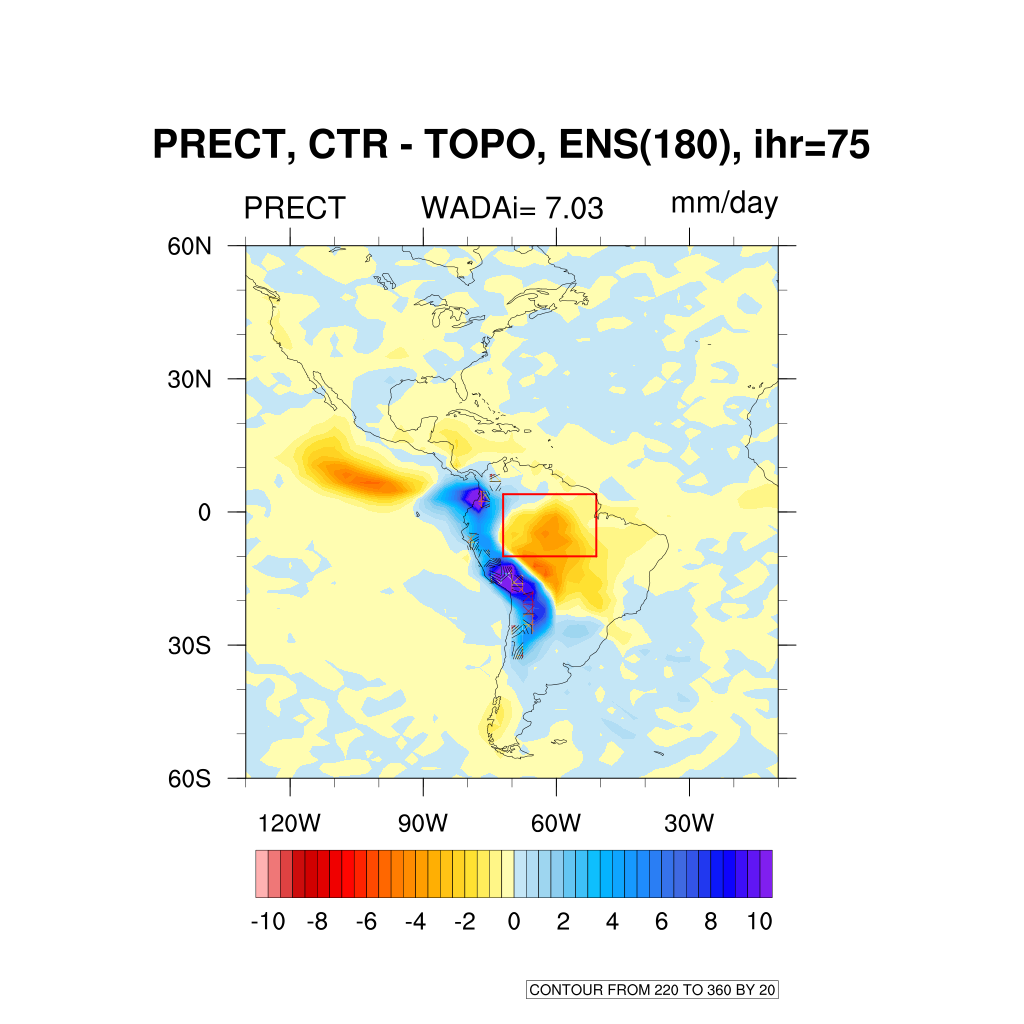 PRECT, CTR - TOPO, ENS(180), ihr=75
PRECT WADAi= 7.03 mm/day
60N
30N
0
30S
60S
120W 90W 60W 30W
-10 -8 -6 -4 -2 0 2 4 6 8 10
CONTOUR FROM 220 TO 360 BY 20